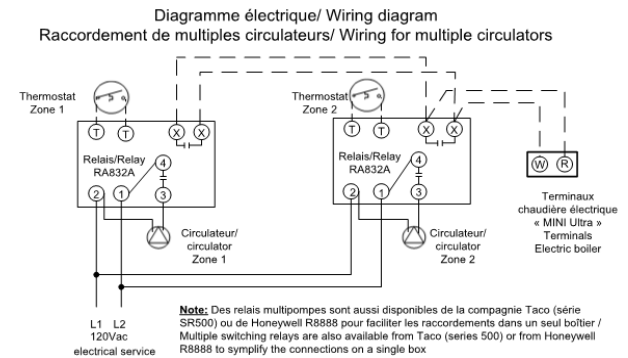 Diagramme électrique/ Wiring diagram
Raccordement de multiples circulateurs/ Wiring for multiple circulators
Thermostat
Zone 1
Thermostat
Zone 2
T T X X
T T X X
Relais/Relay
RA832A
4
2 1 3
Relais/Relay
RA832A
4
2 1 3
W R
Terminaux
chaudière électrique
« MINI Ultra »
Terminals
Electric boiler
Circulateur/
circulator
Zone 1
Circulateur/
circulator
Zone 2
L1 L2
120Vac
electrical service
Note: Des relais multipompes sont aussi disponibles de la compagnie Taco (série
SR500) ou de Honeywell R8888 pour faciliter les raccordements dans un seul boîtier /
Multiple switching relays are also available from Taco (series 500) or from Honeywell
R8888 to symplify the connections on a single box